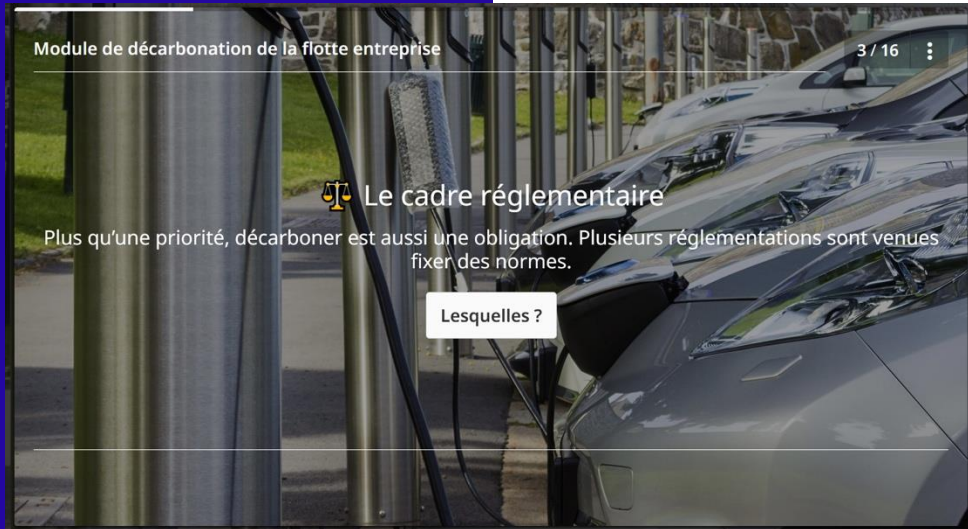 Module de décarbonation de la flotte entreprise
3 / 16
⚖️ Le cadre réglementaire
Plus qu’une priorité, décarboner est aussi une obligation. Plusieurs réglementations sont venues
fixer des normes.
Lesquelles ?